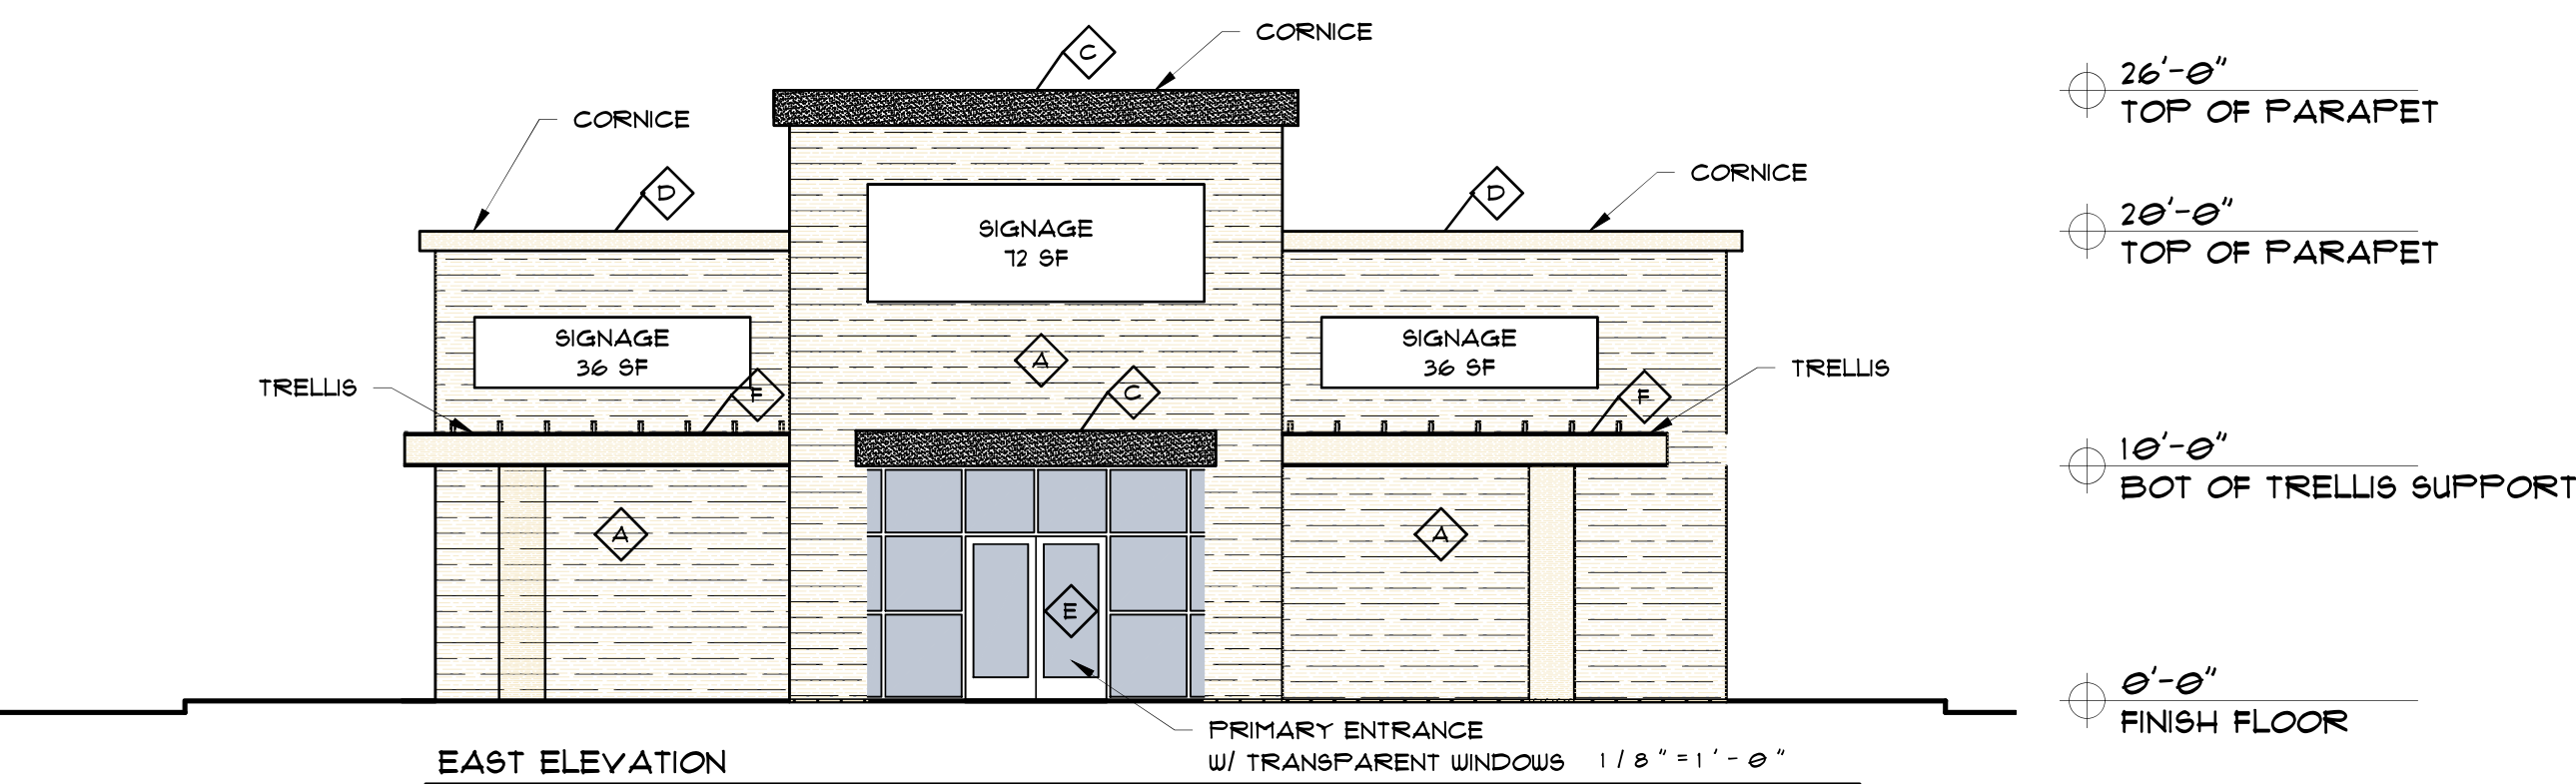 CORNICE
C
26'-0"
TOP OF PARAPET
CORNICE
CORNICE
D
D
20'-0"
TOP OF PARAPET
SIGNAGE
72 SF
SIGNAGE
36 SF
SIGNAGE
36 SF
A
TRELLIS
TRELLIS
F
C
F
10'-0"
BOT OF TRELLIS SUPPORT
A
A
E
0'-0"
FINISH FLOOR
PRIMARY ENTRANCE
W/ TRANSPARENT WINDOWS
EAST ELEVATION
1/8"=1'-0"